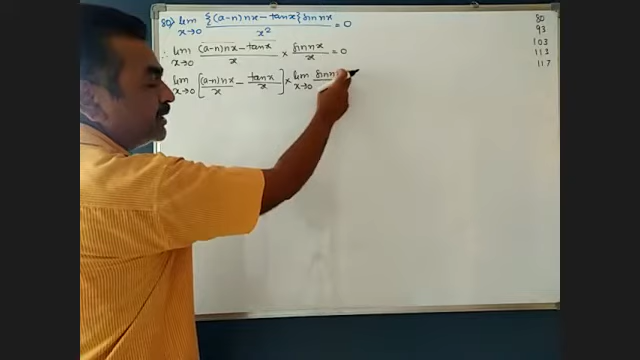 80> lim x→0 {(a-n)nx - tanx} sin nx / x² = 0
∴ lim x→0 (a-n)nx - tanx / x × sin nx / x = 0
lim x→0 [(a-n)nx / x - tanx / x] × lim x→0 sin
80
93
103
113
117